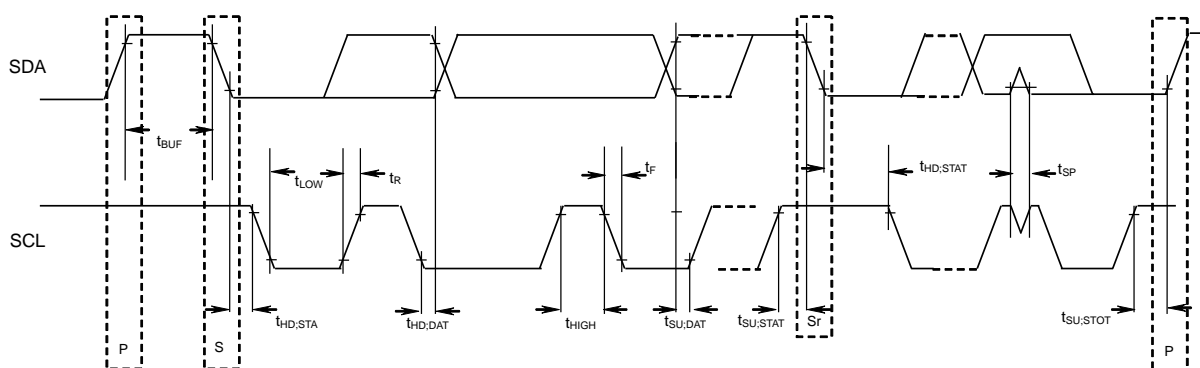 SDA
tBUF
tLOW
tR
tF
tHD;STAT
tSP
SCL
tHD;STA
tHD;DAT
tHIGH
tSU;DAT
tSU;STAT
Sr
tSU;STOT
P
S
P